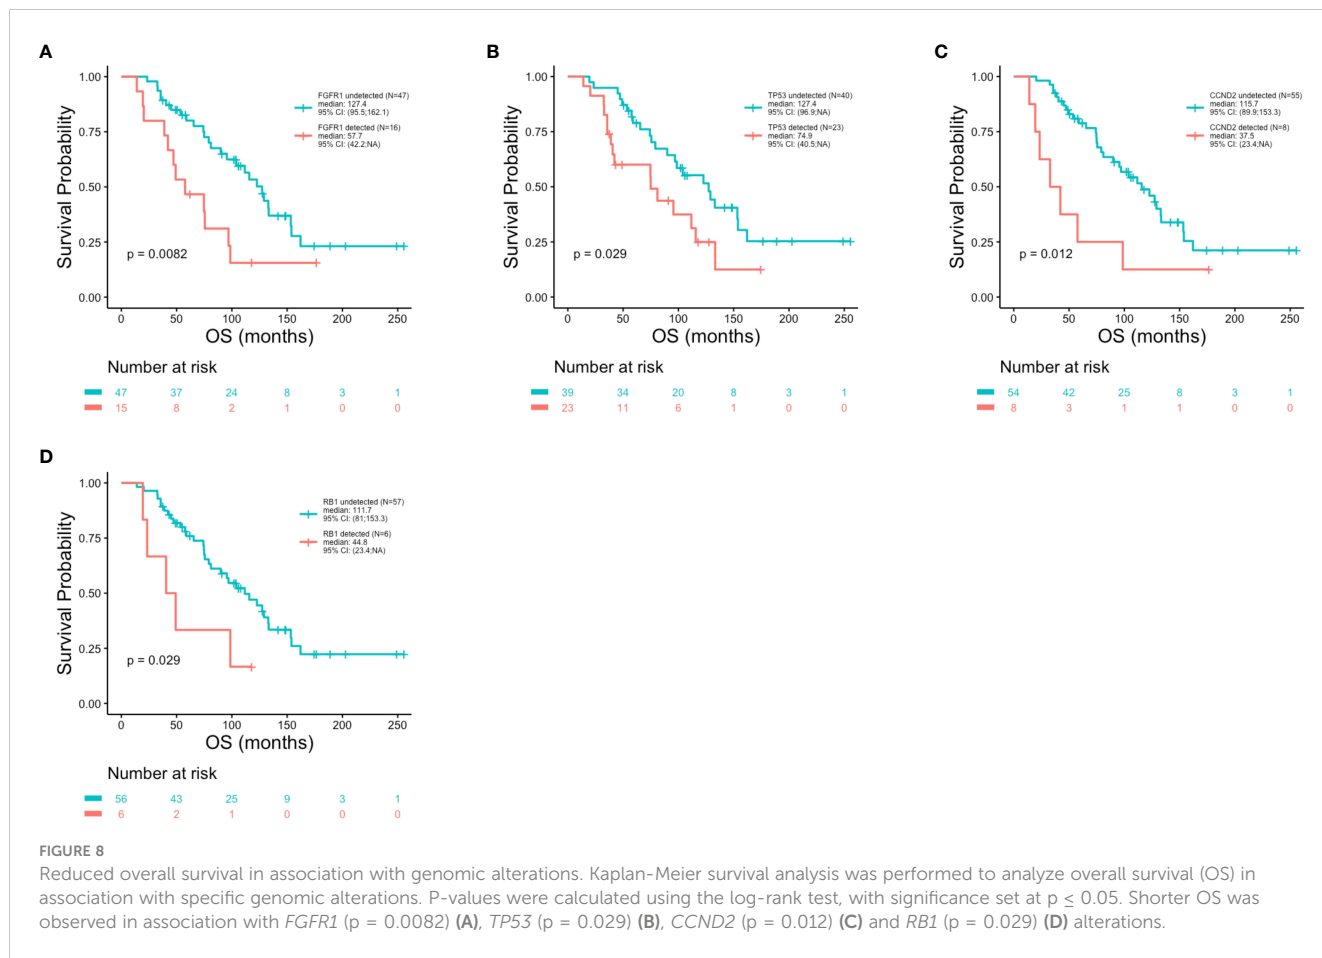 A
1.00
0.75
0.50
0.25
0.00
Survival Probability
FGFR1 undetected (N=47)
median: 127.4
95% CI: (95.5;162.1)
FGFR1 detected (N=16)
median: 57.7
95% CI: (42.2;NA)
p = 0.0082
0 50 100 150 200 250
OS (months)
Number at risk
47 37 24 8 3 1
15 8 2 1 0 0
B
1.00
0.75
0.50
0.25
0.00
Survival Probability
TP53 undetected (N=40)
median: 127.4
95% CI: (96.9;NA)
TP53 detected (N=23)
median: 74.9
95% CI: (40.5;NA)
p = 0.029
0 50 100 150 200 250
OS (months)
Number at risk
39 34 20 8 3 1
23 11 6 1 0 0
C
1.00
0.75
0.50
0.25
0.00
Survival Probability
CCND2 undetected (N=55)
median: 115.7
95% CI: (89.9;153.3)
CCND2 detected (N=8)
median: 37.5
95% CI: (23.4;NA)
p = 0.012
0 50 100 150 200 250
OS (months)
Number at risk
54 42 25 8 3 1
8 3 1 1 0 0
D
1.00
0.75
0.50
0.25
0.00
Survival Probability
RB1 undetected (N=57)
median: 111.7
95% CI: (81;153.3)
RB1 detected (N=6)
median: 44.8
95% CI: (23.4;NA)
p = 0.029
0 50 100 150 200 250
OS (months)
Number at risk
56 43 25 9 3 1
6 2 1 0 0 0
FIGURE 8
Reduced overall survival in association with genomic alterations. Kaplan-Meier survival analysis was performed to analyze overall survival (OS) in
association with specific genomic alterations. P-values were calculated using the log-rank test, with significance set at p ≤ 0.05. Shorter OS was
observed in association with FGFR1 (p = 0.0082) (A), TP53 (p = 0.029) (B), CCND2 (p = 0.012) (C) and RB1 (p = 0.029) (D) alterations.